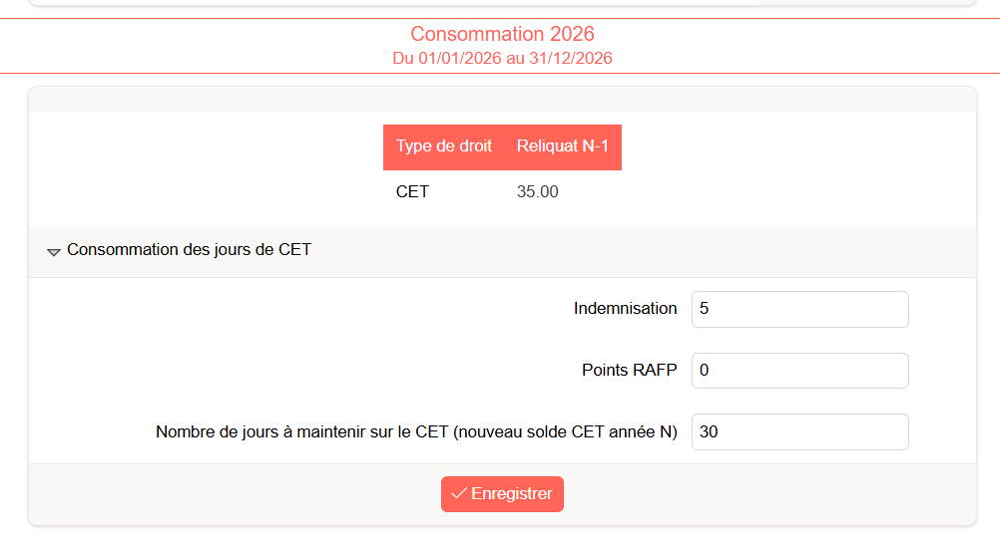 Consommation 2026
Du 01/01/2026 au 31/12/2026
Type de droit Reliquat N-1
CET 35.00
Consommation des jours de CET
Indemnisation 5
Points RAFP 0
Nombre de jours à maintenir sur le CET (nouveau solde CET année N) 30
Enregistrer